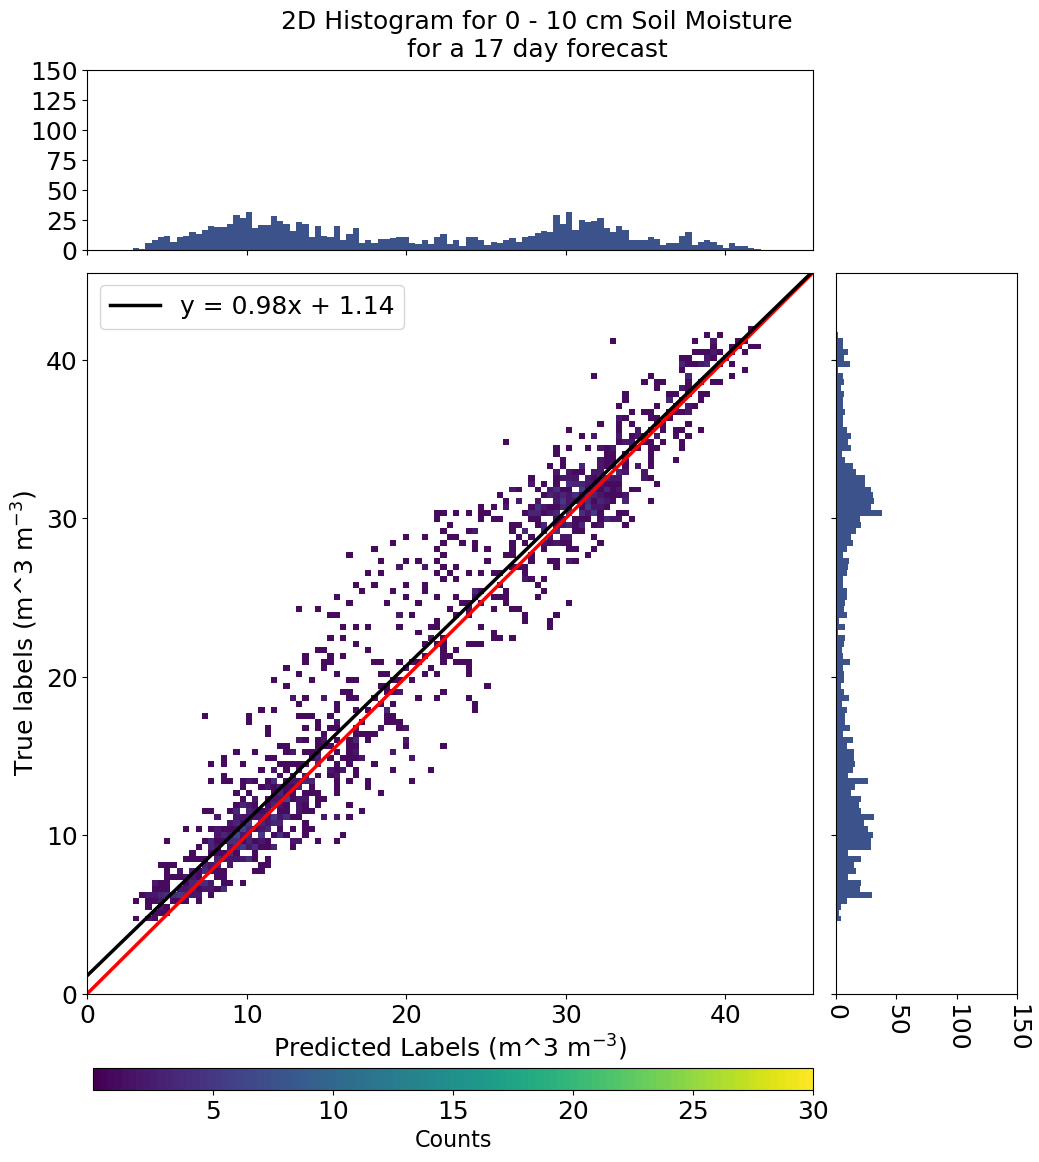 2D Histogram for 0 - 10 cm Soil Moisture
for a 17 day forecast
150
125
100
75
50
25
0
y = 0.98x + 1.14
True labels (m^3 m⁻³)
40
30
20
10
0
0 10 20 30 40
Predicted Labels (m^3 m⁻³)
0 50 100 150
5 10 15 20 25 30
Counts